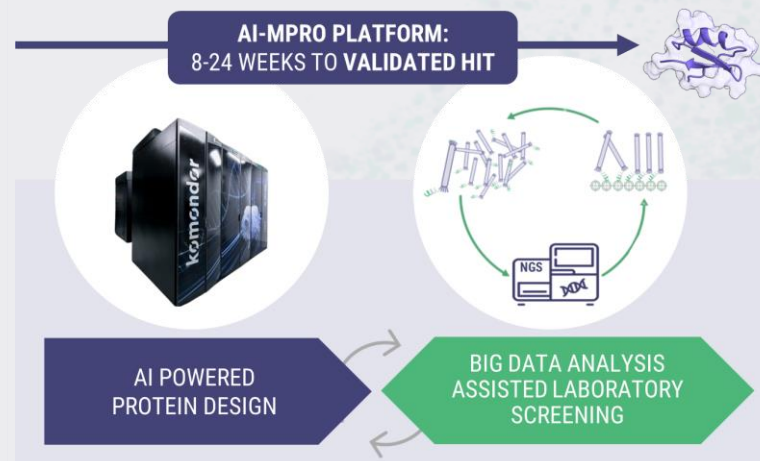 AI-MPRO PLATFORM:
8-24 WEEKS TO VALIDATED HIT
komondor
NGS
AI POWERED
PROTEIN DESIGN
BIG DATA ANALYSIS
ASSISTED LABORATORY
SCREENING